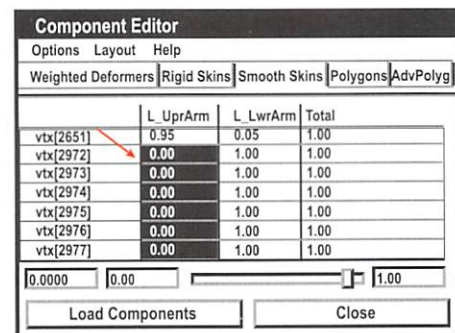 Component Editor
Options Layout Help
Weighted Deformers Rigid Skins Smooth Skins Polygons AdvPolyg
L_UprArm L_LwrArm Total
vtx[2651] 0.95 0.05 1.00
vtx[2972] 0.00 1.00 1.00
vtx[2973] 0.00 1.00 1.00
vtx[2974] 0.00 1.00 1.00
vtx[2975] 0.00 1.00 1.00
vtx[2976] 0.00 1.00 1.00
vtx[2977] 0.00 1.00 1.00
0.0000 0.00 1.00
Load Components Close